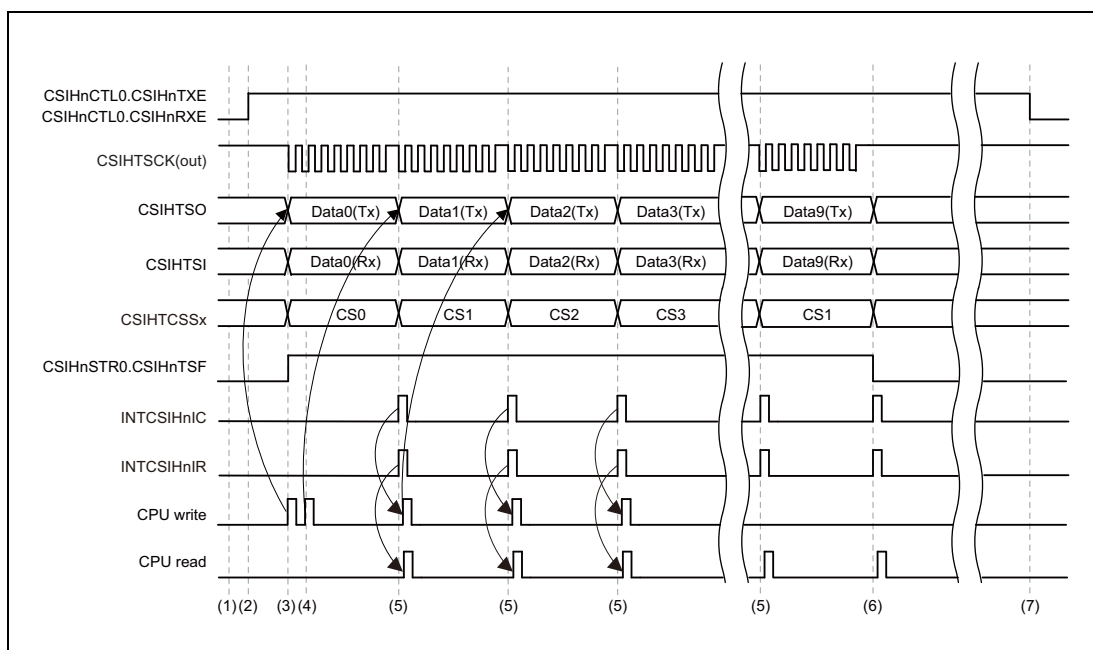 CSIHnCTL0.CSIHnTXE
CSIHnCTL0.CSIHnRXE
CSIHTSCK(out)
CSIHTSO Data0(Tx) Data1(Tx) Data2(Tx) Data3(Tx) Data9(Tx)
CSIHTSI Data0(Rx) Data1(Rx) Data2(Rx) Data3(Rx) Data9(Rx)
CSIHTCSSx CS0 CS1 CS2 CS3 CS1
CSIHnSTR0.CSIHnTSF
INTCSIHnIC
INTCSIHnIR
CPU write
CPU read
(1) (2) (3) (4) (5) (5) (5) (5) (6) (7)